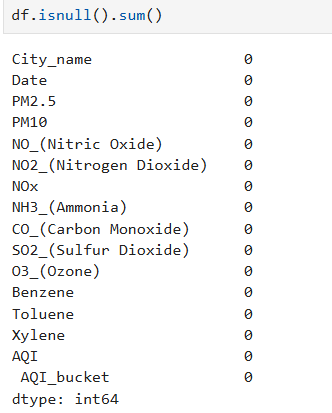 df.isnull().sum()
City_name 0
Date 0
PM2.5 0
PM10 0
NO_(Nitric Oxide) 0
NO2_(Nitrogen Dioxide) 0
NOx 0
NH3_(Ammonia) 0
CO_(Carbon Monoxide) 0
SO2_(Sulfur Dioxide) 0
O3_(Ozone) 0
Benzene 0
Toluene 0
Xylene 0
AQI 0
 AQI_bucket 0
dtype: int64